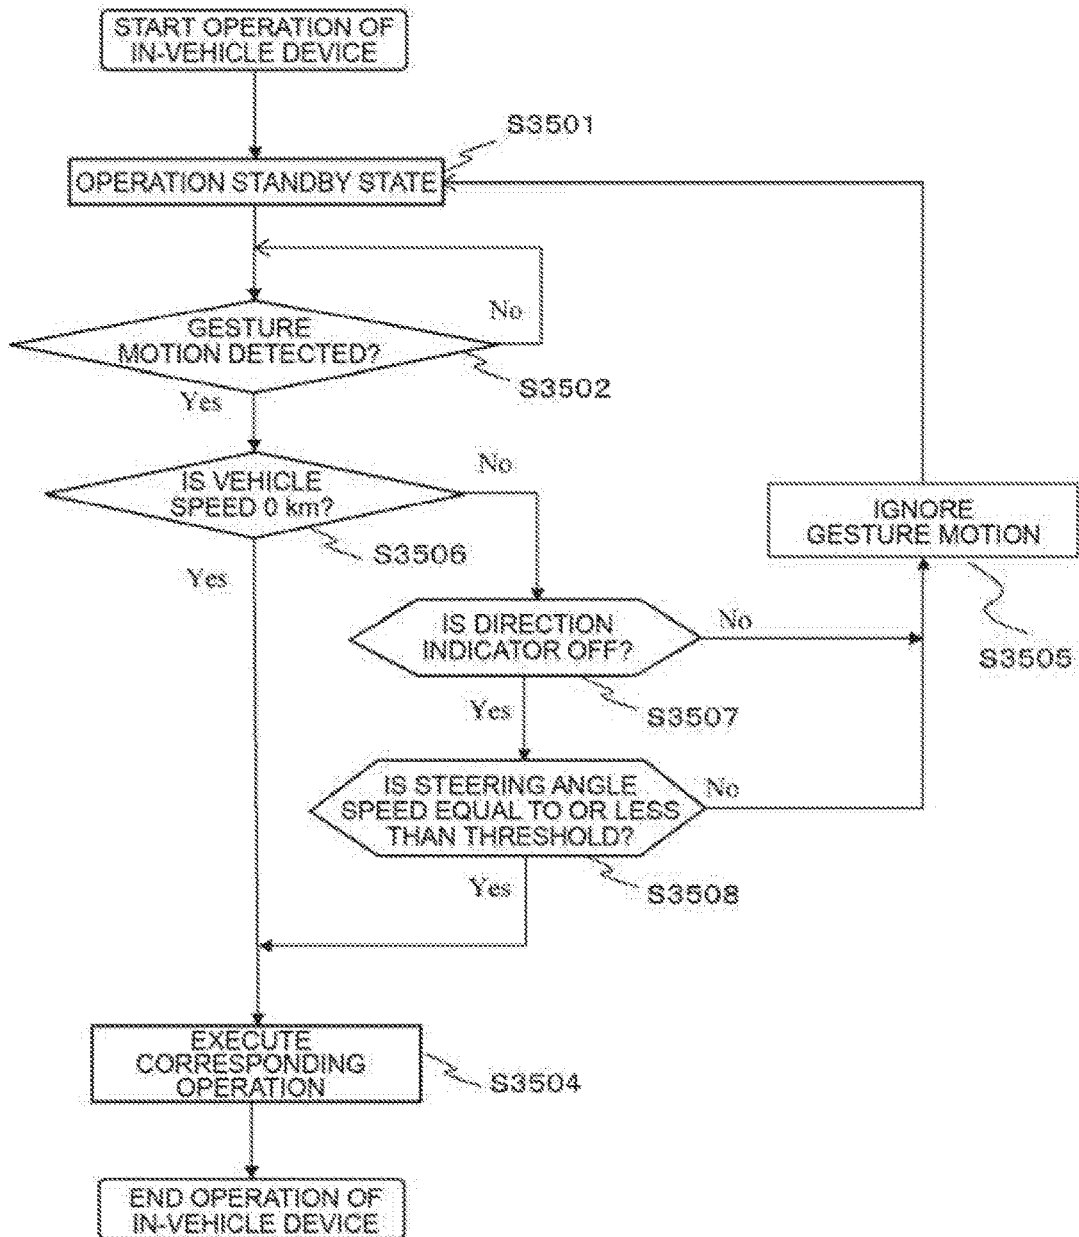 START OPERATION OF
IN-VEHICLE DEVICE
S3501
OPERATION STANDBY STATE
No
GESTURE
MOTION DETECTED?
S3502
Yes
No
IS VEHICLE
SPEED 0 km?
S3506
Yes
IGNORE
GESTURE MOTION
S3505
IS DIRECTION
INDICATOR OFF?
No
S3507
Yes
IS STEERING ANGLE
SPEED EQUAL TO OR LESS
THAN THRESHOLD?
No
S3508
Yes
EXECUTE
CORRESPONDING
OPERATION
S3504
END OPERATION OF
IN-VEHICLE DEVICE